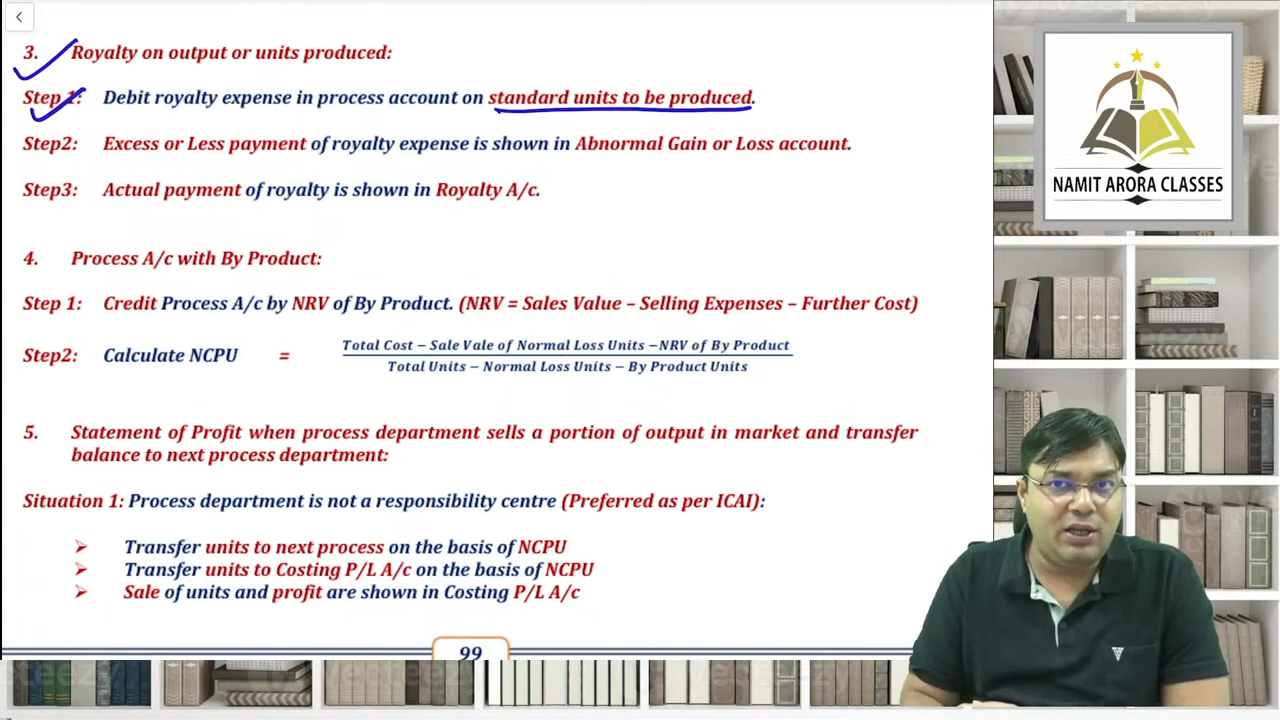 3. Royalty on output or units produced:
Step 1: Debit royalty expense in process account on standard units to be produced.
Step2: Excess or Less payment of royalty expense is shown in Abnormal Gain or Loss account.
Step3: Actual payment of royalty is shown in Royalty A/c.
4. Process A/c with By Product:
Step 1: Credit Process A/c by NRV of By Product. (NRV = Sales Value – Selling Expenses – Further Cost)
Step2: Calculate NCPU = Total Cost – Sale Vale of Normal Loss Units –NRV of By Product
Total Units – Normal Loss Units – By Product Units
5. Statement of Profit when process department sells a portion of output in market and transfer
balance to next process department:
Situation 1: Process department is not a responsibility centre (Preferred as per ICAI):
Transfer units to next process on the basis of NCPU
Transfer units to Costing P/L A/c on the basis of NCPU
Sale of units and profit are shown in Costing P/L A/c
99
NAMIT ARORA CLASSES